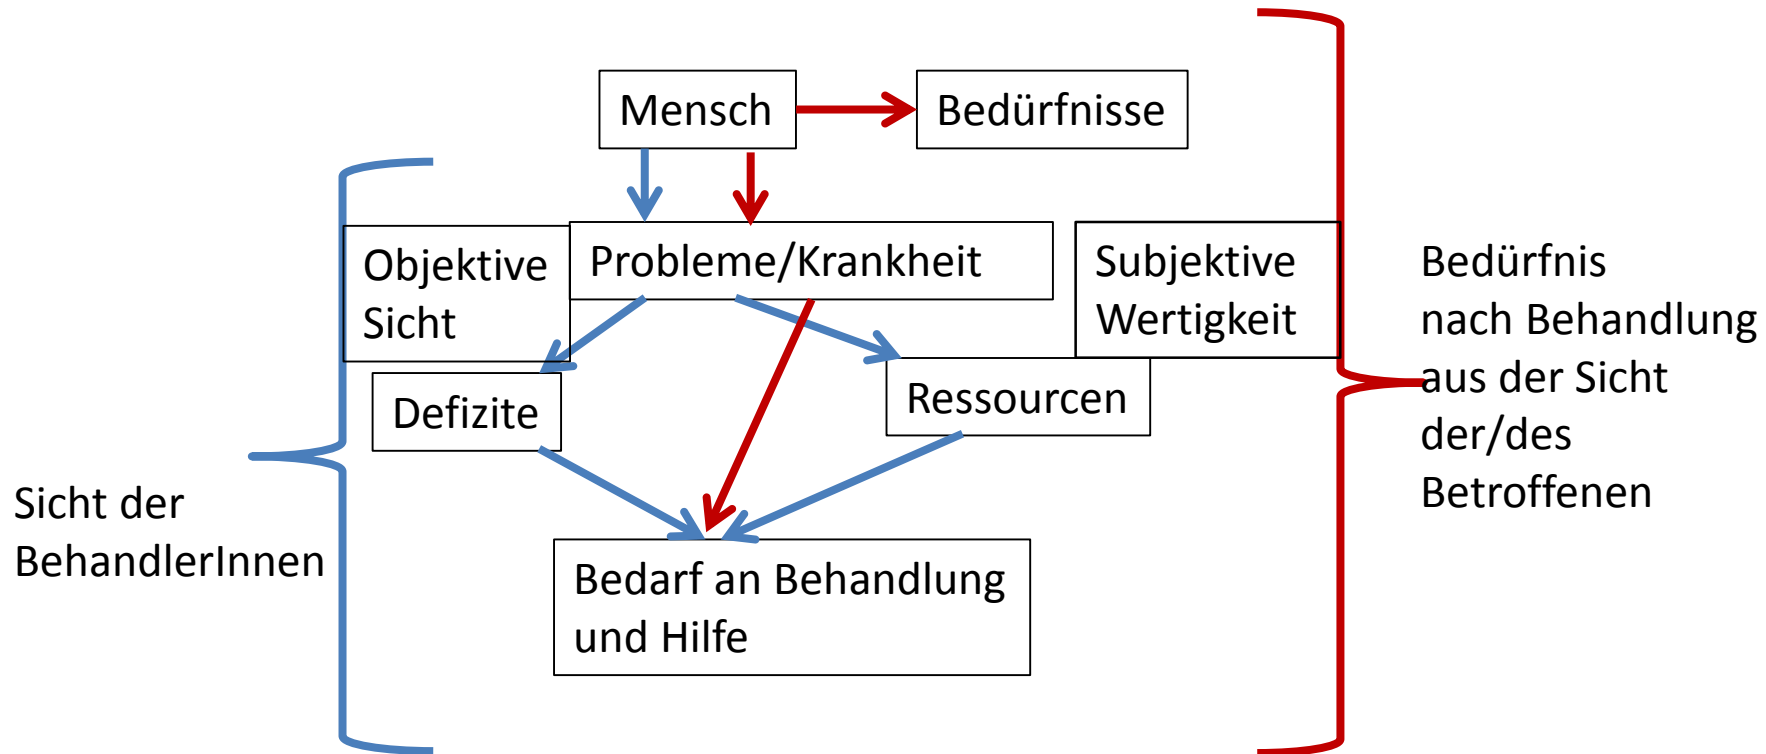 Mensch
Bedürfnisse
Objektive
Sicht
Probleme/Krankheit
Subjektive
Wertigkeit
Defizite
Ressourcen
Bedarf an Behandlung
und Hilfe
Sicht der
BehandlerInnen
Bedürfnis
nach Behandlung
aus der Sicht
der/des
Betroffenen